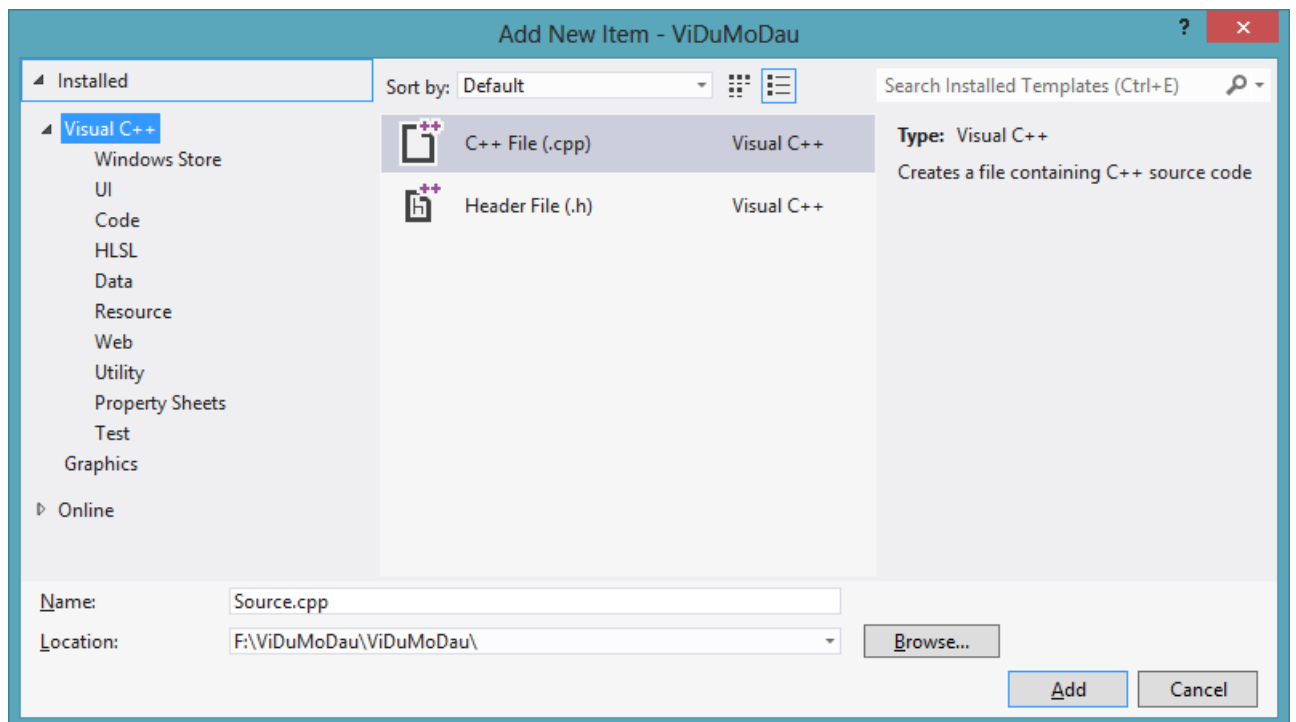 Add New Item - ViDuMoDau
?
Installed
Sort by: Default
Search Installed Templates (Ctrl+E)
Visual C++
Windows Store
UI
Code
HLSL
Data
Resource
Web
Utility
Property Sheets
Test
Graphics
Online
C++ File (.cpp) Visual C++
Header File (.h) Visual C++
Type: Visual C++
Creates a file containing C++ source code
Name: Source.cpp
Location: F:\ViDuMoDau\ViDuMoDau\
Browse...
Add Cancel